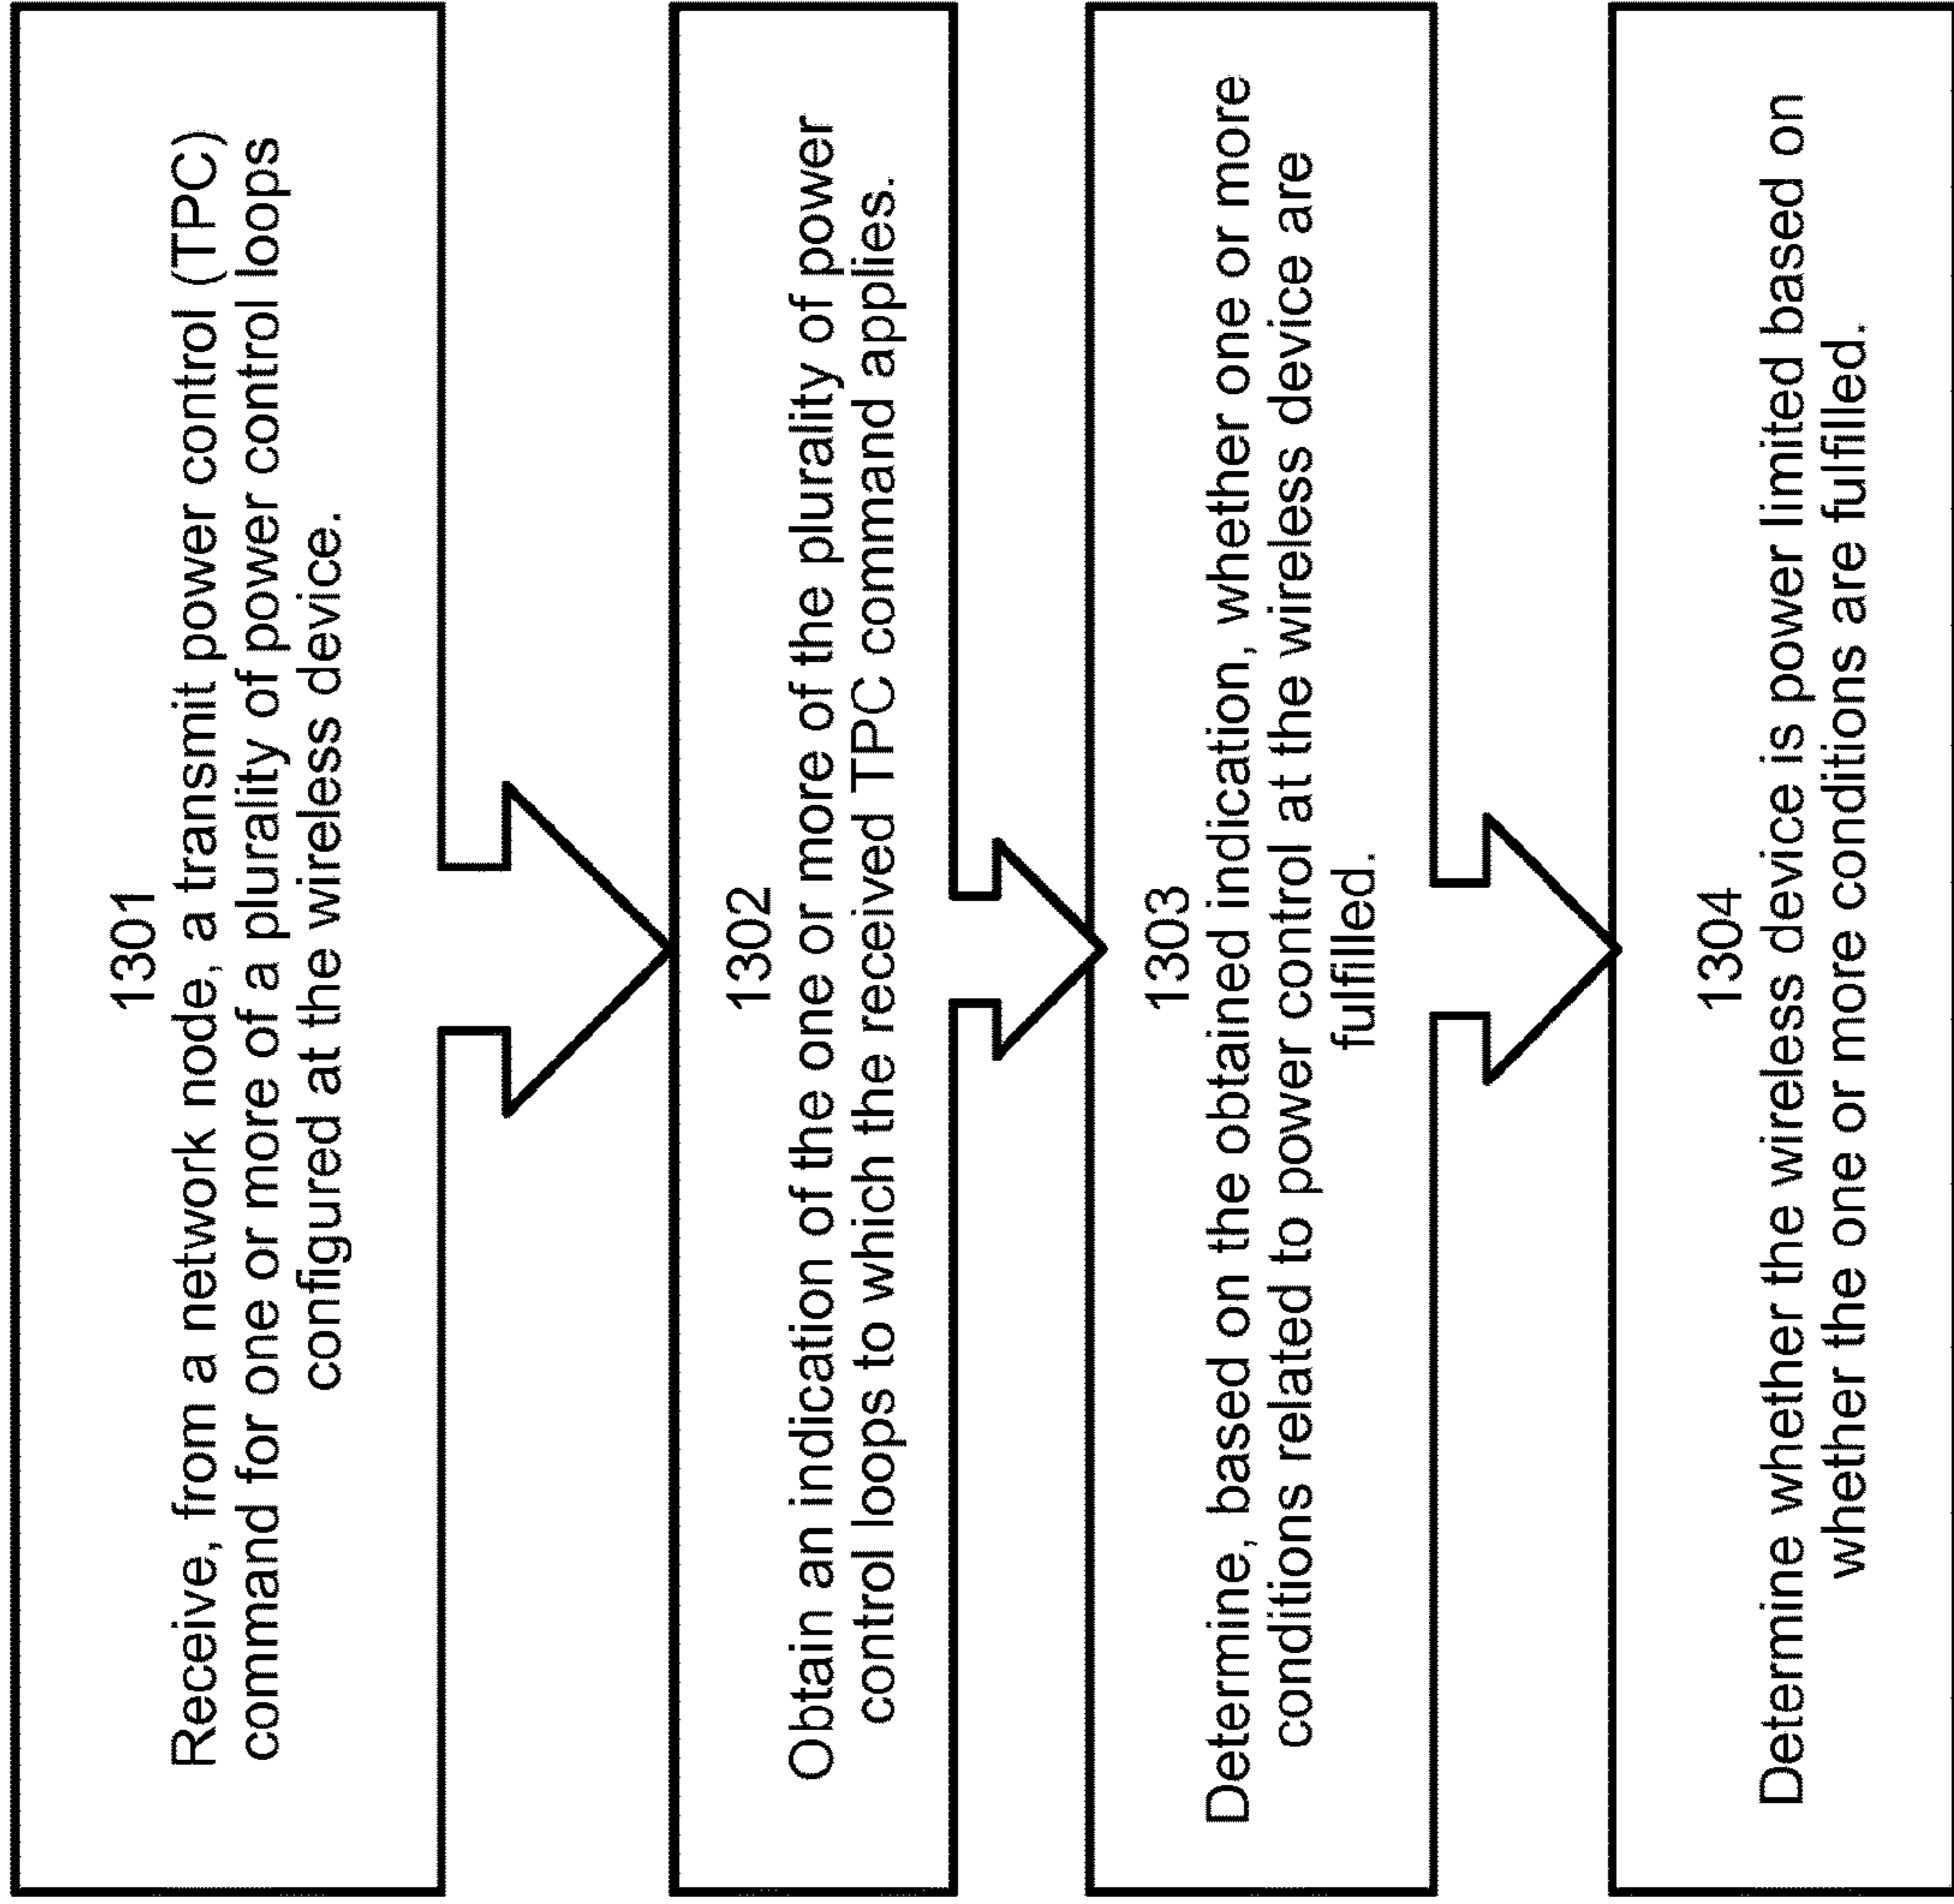 1301
Receive, from a network node, a transmit power control (TPC)
command for one or more of a plurality of power control loops
configured at the wireless device.
1302
Obtain an indication of the one or more of the plurality of power
control loops to which the received TPC command applies.
1303
Determine, based on the obtained indication, whether one or more
conditions related to power control at the wireless device are
fulfilled.
1304
Determine whether the wireless device is power limited based on
whether the one or more conditions are fulfilled.